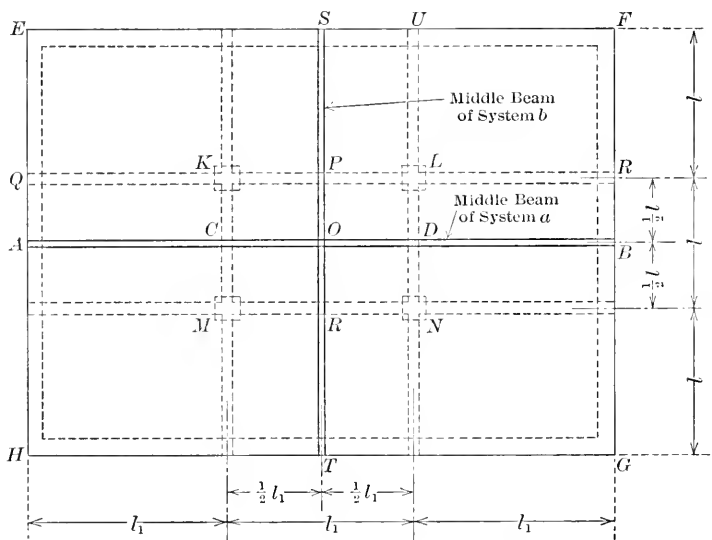 E S U F
Middle Beam
of System b
l
K P L R
Q
Middle Beam
of System a
½ l
C O D
A B
l
½ l
M R N
l
H T G
½ l₁ ½ l₁
l₁ l₁ l₁